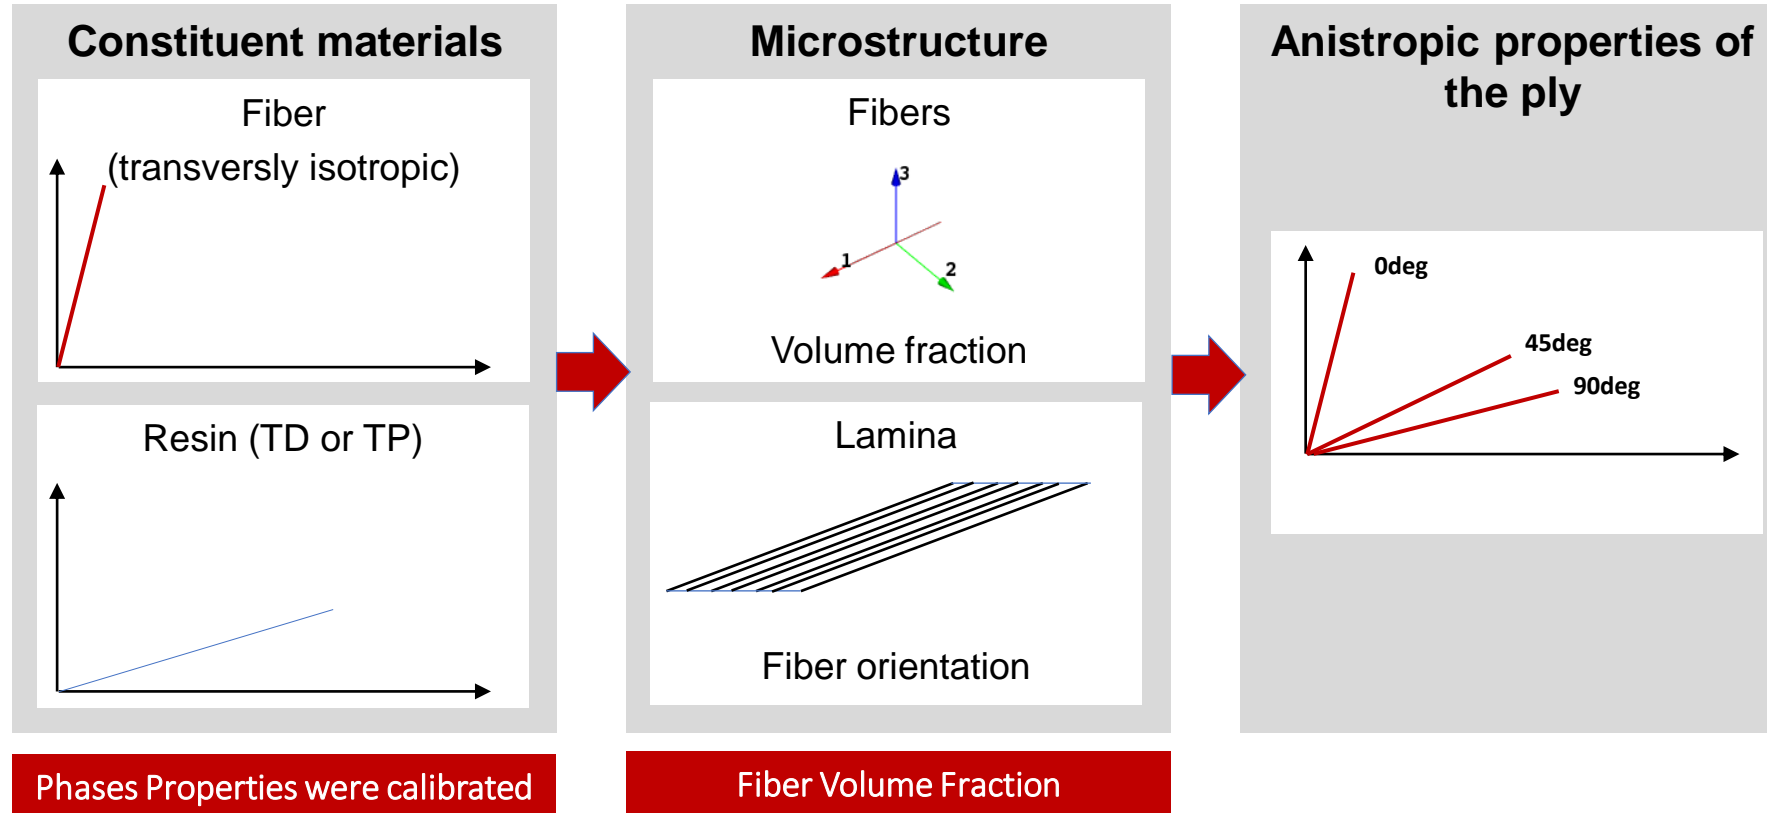 Constituent materials
Fiber
(transversly isotropic)
Resin (TD or TP)
Phases Properties were calibrated
Microstructure
Fibers
3
1
2
Volume fraction
Lamina
Fiber orientation
Fiber Volume Fraction
Anistropic properties of
the ply
0deg
45deg
90deg